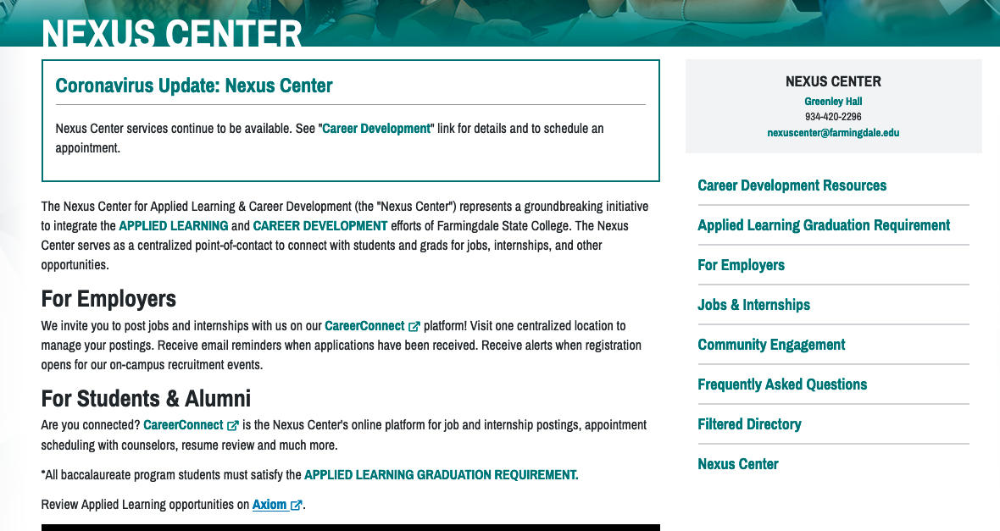 NEXUS CENTER
Coronavirus Update: Nexus Center
Nexus Center services continue to be available. See "Career Development" link for details and to schedule an
appointment.
The Nexus Center for Applied Learning & Career Development (the "Nexus Center") represents a groundbreaking initiative
to integrate the APPLIED LEARNING and CAREER DEVELOPMENT efforts of Farmingdale State College. The Nexus
Center serves as a centralized point-of-contact to connect with students and grads for jobs, internships, and other
opportunities.
For Employers
We invite you to post jobs and internships with us on our CareerConnect platform! Visit one centralized location to
manage your postings. Receive email reminders when applications have been received. Receive alerts when registration
opens for our on-campus recruitment events.
For Students & Alumni
Are you connected? CareerConnect is the Nexus Center's online platform for job and internship postings, appointment
scheduling with counselors, resume review and much more.
*All baccalaureate program students must satisfy the APPLIED LEARNING GRADUATION REQUIREMENT.
Review Applied Learning opportunities on Axiom .
NEXUS CENTER
Greenley Hall
934-420-2296
nexuscenter@farmingdale.edu
Career Development Resources
Applied Learning Graduation Requirement
For Employers
Jobs & Internships
Community Engagement
Frequently Asked Questions
Filtered Directory
Nexus Center